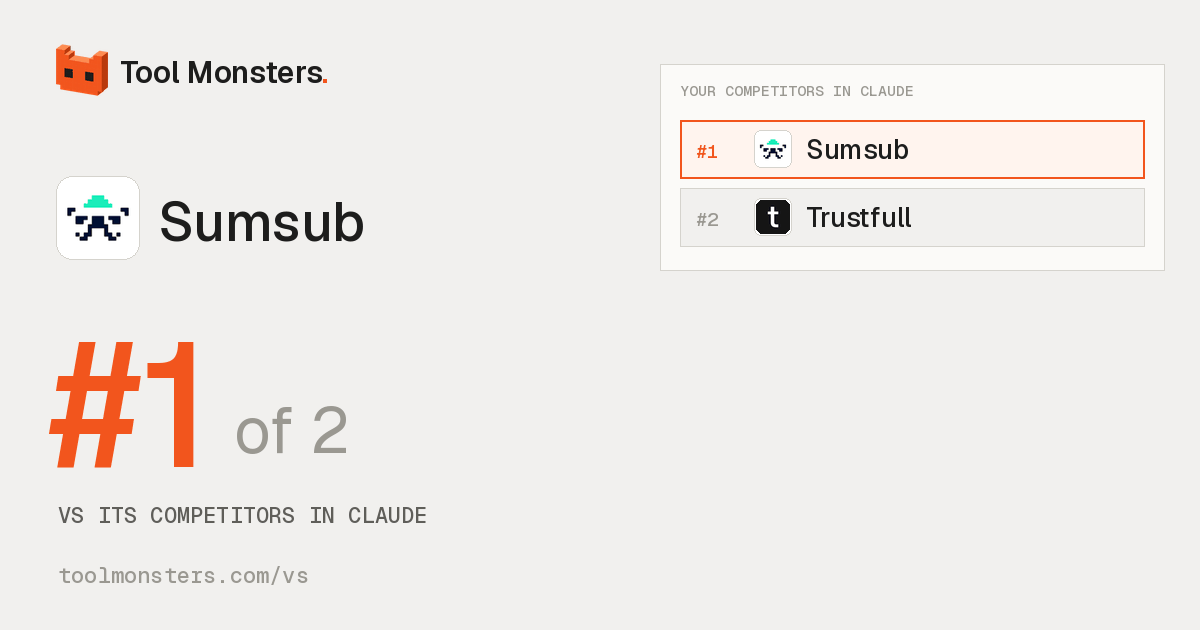 Tool Monsters.
Sumsub
#1 of 2
VS ITS COMPETITORS IN CLAUDE
toolmonsters.com/vs
YOUR COMPETITORS IN CLAUDE
#1 Sumsub
#2 t Trustfull